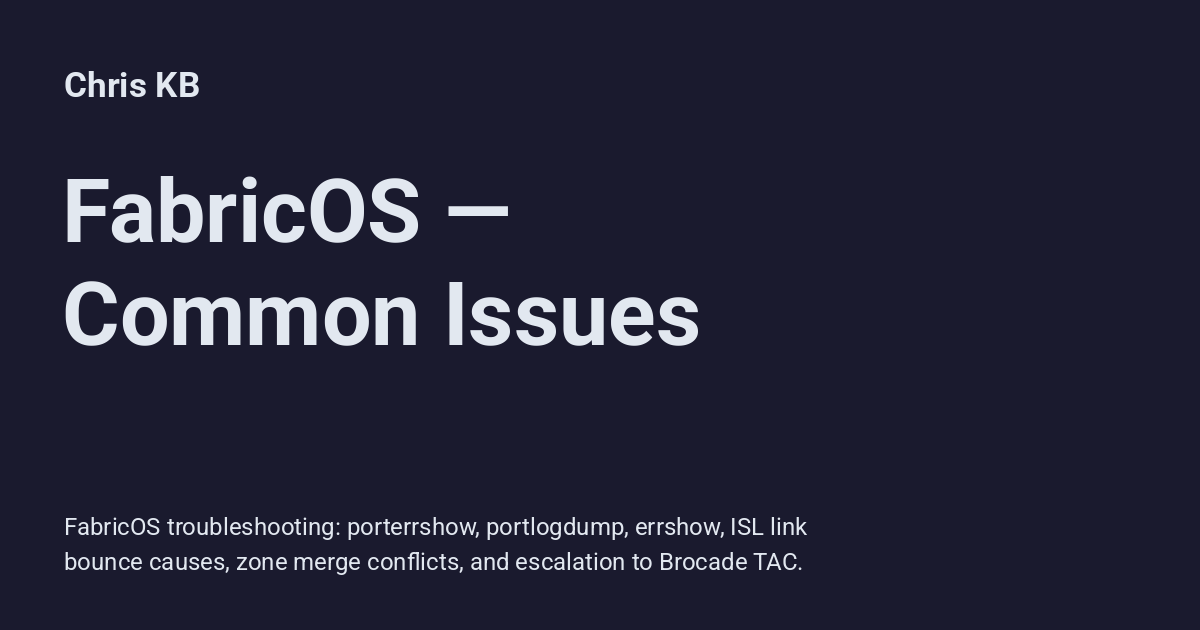 Chris KB
FabricOS —
Common Issues
FabricOS troubleshooting: porterrshow, portlogdump, errshow, ISL link
bounce causes, zone merge conflicts, and escalation to Brocade TAC.